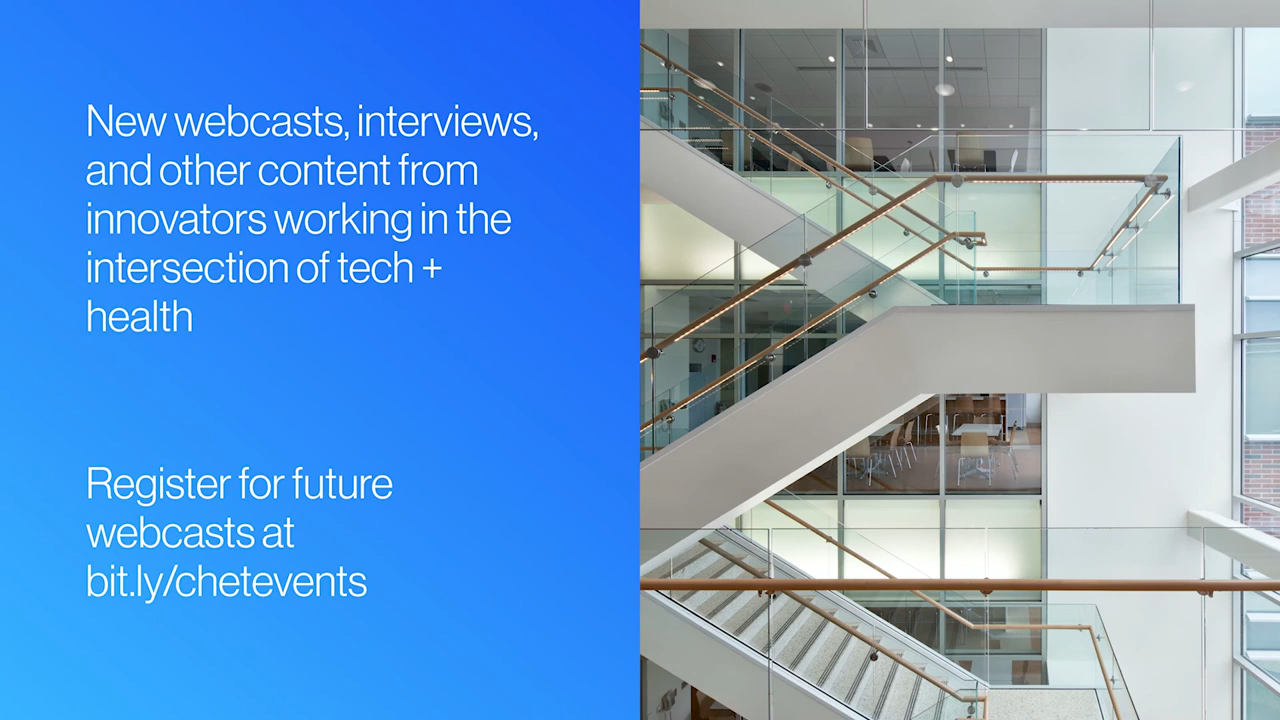 New webcasts, interviews,
and other content from
innovators working in the
intersection of tech +
health
Register for future
webcasts at
bit.ly/chetevents